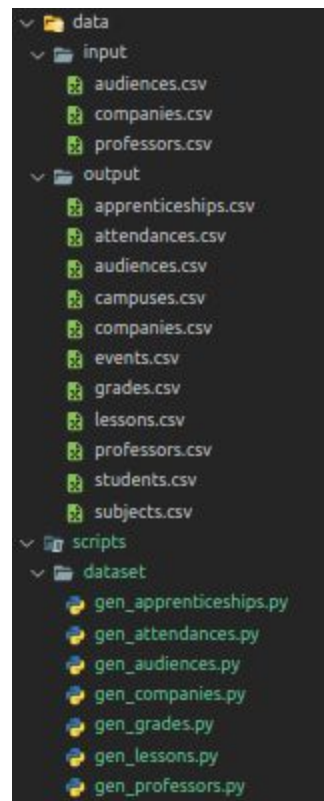 data
input
audiences.csv
companies.csv
professors.csv
output
apprenticeships.csv
attendances.csv
audiences.csv
campuses.csv
companies.csv
events.csv
grades.csv
lessons.csv
professors.csv
students.csv
subjects.csv
scripts
dataset
gen_apprenticeships.py
gen_attendances.py
gen_audiences.py
gen_companies.py
gen_grades.py
gen_lessons.py
gen_professors.py